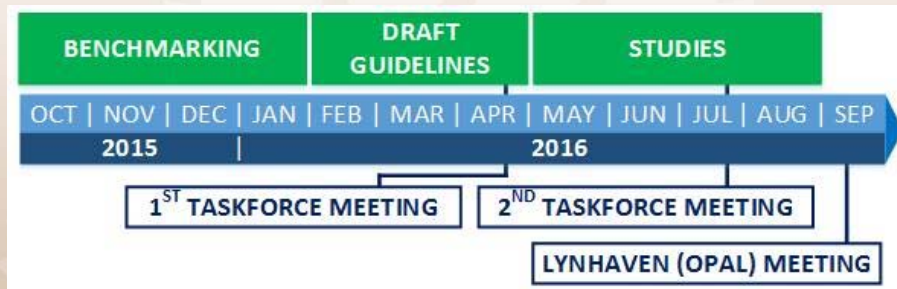 BENCHMARKING
DRAFT
GUIDELINES
STUDIES
OCT | NOV | DEC | JAN | FEB | MAR | APR | MAY | JUN | JUL | AUG | SEP
2015 | 2016
1ST TASKFORCE MEETING
2ND TASKFORCE MEETING
LYNHAVEN (OPAL) MEETING